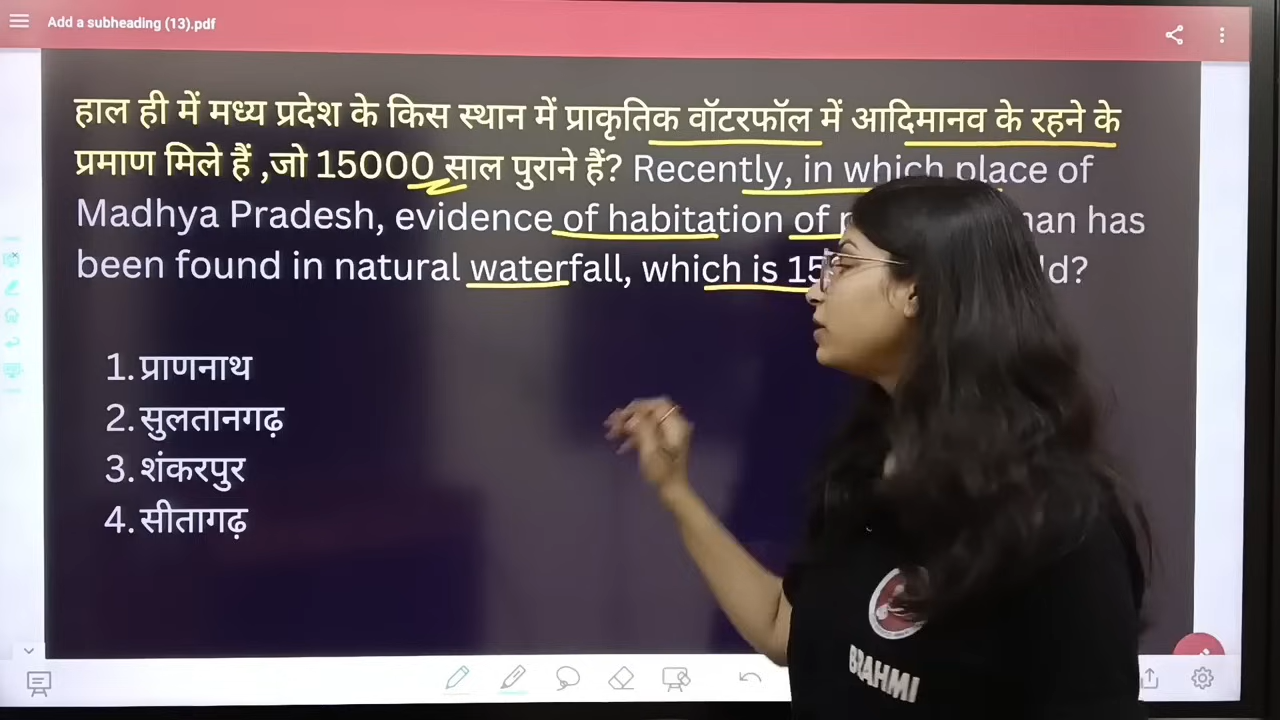 Add a subheading (13).pdf
हाल ही में मध्य प्रदेश के किस स्थान में प्राकृतिक वॉटरफॉल में आदिमानव के रहने के
प्रमाण मिले हैं ,जो 15000 साल पुराने हैं? Recently, in which place of
Madhya Pradesh, evidence of habitation of has
been found in natural waterfall, which is
1. प्राणनाथ
2. सुलतानगढ़
3. शंकरपुर
4. सीतागढ़
BRAHMI